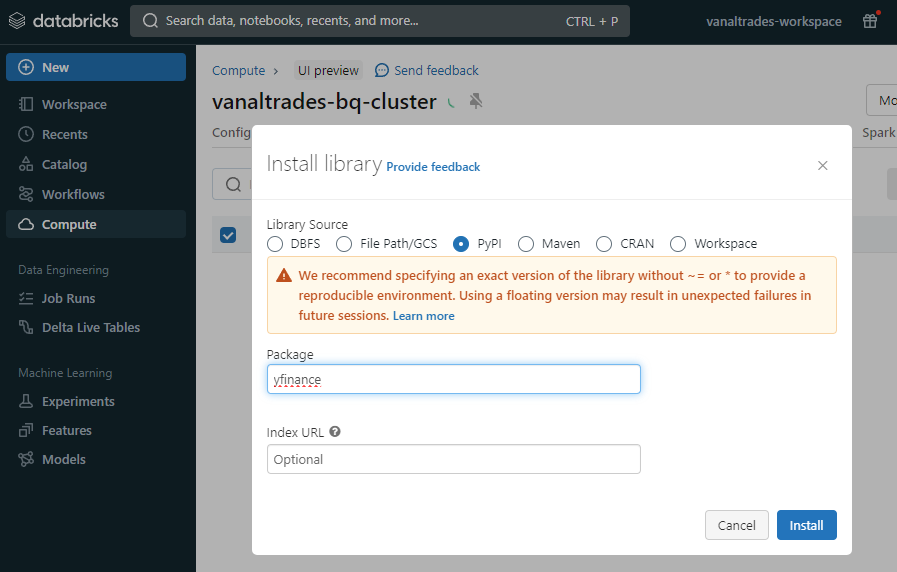 databricks
Search data, notebooks, recents, and more...
CTRL + P
vanaltrades-workspace
New
Workspace
Recents
Catalog
Workflows
Compute
Data Engineering
Job Runs
Delta Live Tables
Machine Learning
Experiments
Features
Models
Compute
UI preview
Send feedback
vanaltrades-bq-cluster
Mo
Config
Spark
Install library Provide feedback
Library Source
DBFS File Path/GCS PyPI Maven CRAN Workspace
We recommend specifying an exact version of the library without ~= or * to provide a
reproducible environment. Using a floating version may result in unexpected failures in
future sessions. Learn more
Package
yfinance
Index URL
Optional
Cancel
Install